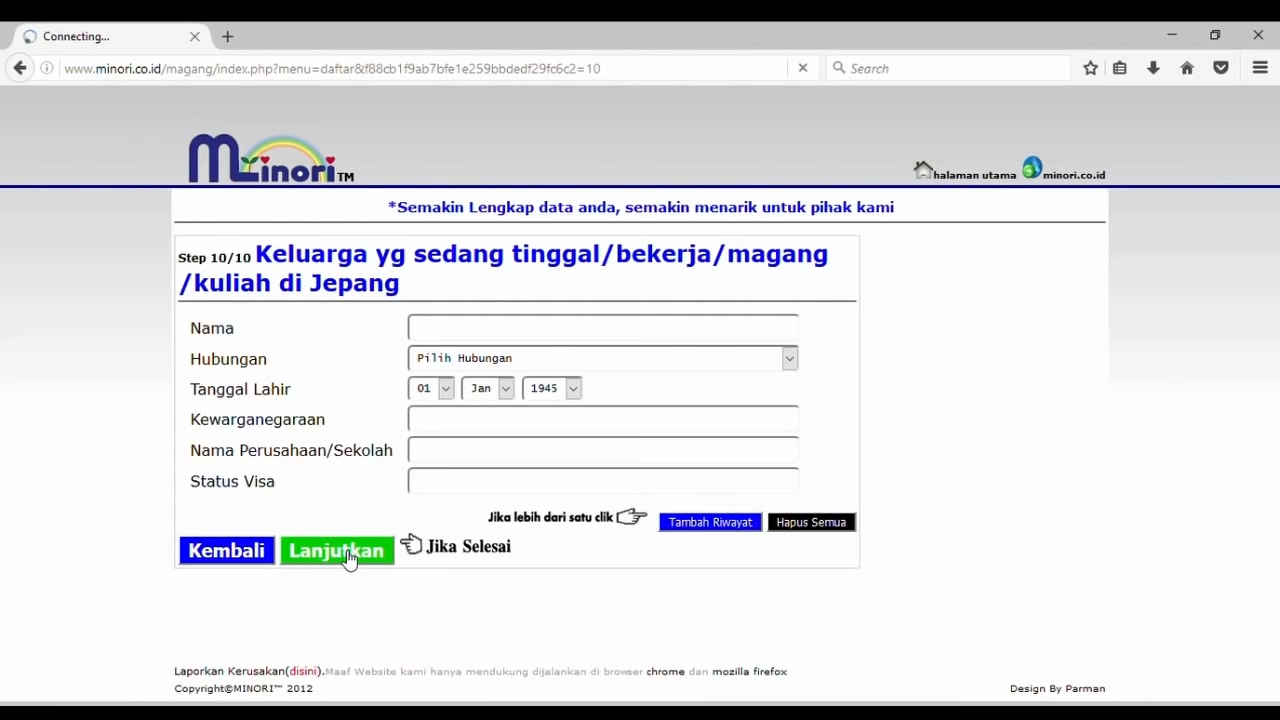 Connecting...
www.minori.co.id/magang/index.php?menu=daftar&f88cb1f9ab7bfe1e259bbdedf29fc6c2=10
Search
Minori™
halaman utama
minori.co.id
*Semakin Lengkap data anda, semakin menarik untuk pihak kami
Step 10/10 Keluarga yg sedang tinggal/bekerja/magang
/kuliah di Jepang
Nama
Hubungan
Pilih Hubungan
Tanggal Lahir
01
Jan
1945
Kewarganegaraan
Nama Perusahaan/Sekolah
Status Visa
Jika lebih dari satu clik
Tambah Riwayat
Hapus Semua
Kembali
Lanjutkan
Jika Selesai
Laporkan Kerusakan(disini).Maaf Website kami hanya mendukung dijalankan di browser chrome dan mozilla firefox
Copyright©MINORI™ 2012
Design By Parman